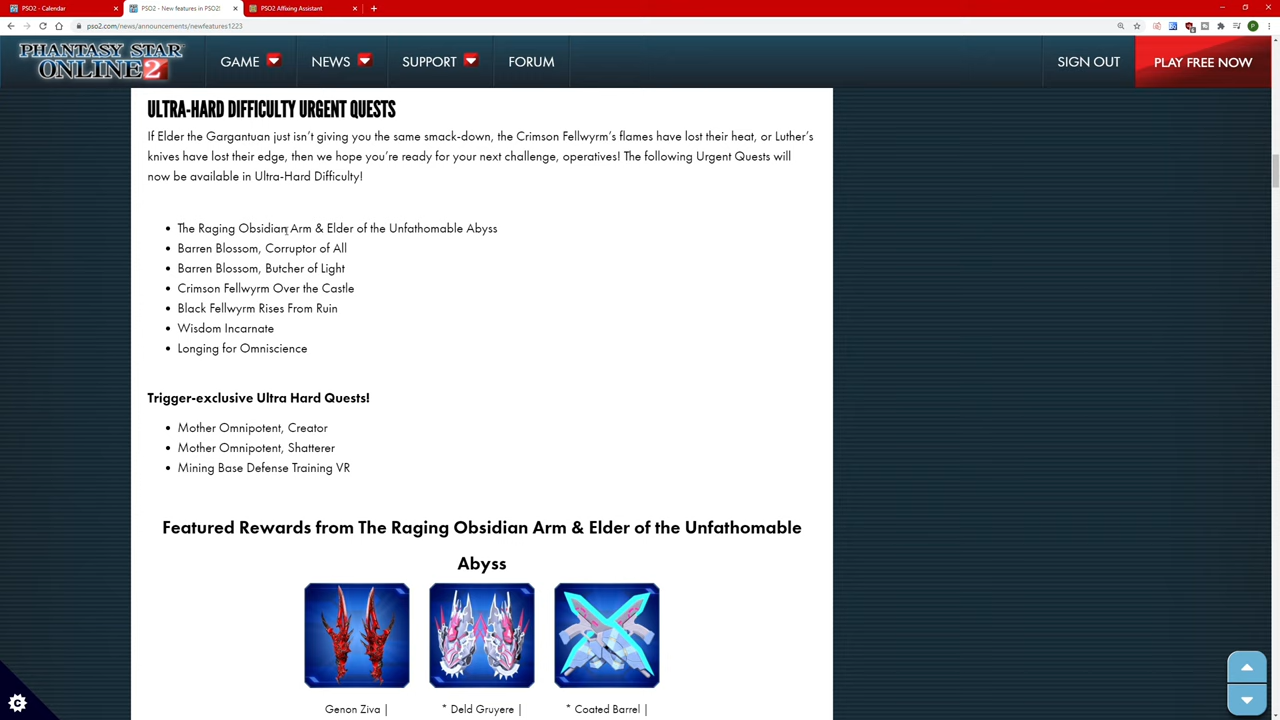 PSO2 - Calendar
PSO2 - New features in PSO2!
PSO2 Affixing Assistant
pso2.com/news/announcements/newfeatures1223
PHANTASY STAR
ONLINE 2
GAME
NEWS
SUPPORT
FORUM
SIGN OUT
PLAY FREE NOW
ULTRA-HARD DIFFICULTY URGENT QUESTS
If Elder the Gargantuan just isn't giving you the same smack-down, the Crimson Fellwyrm's flames have lost their heat, or Luther's
knives have lost their edge, then we hope you're ready for your next challenge, operatives! The following Urgent Quests will
now be available in Ultra-Hard Difficulty!
• The Raging Obsidian Arm & Elder of the Unfathomable Abyss
• Barren Blossom, Corruptor of All
• Barren Blossom, Butcher of Light
• Crimson Fellwyrm Over the Castle
• Black Fellwyrm Rises From Ruin
• Wisdom Incarnate
• Longing for Omniscience
Trigger-exclusive Ultra Hard Quests!
• Mother Omnipotent, Creator
• Mother Omnipotent, Shatterer
• Mining Base Defense Training VR
Featured Rewards from The Raging Obsidian Arm & Elder of the Unfathomable
Abyss
Genon Ziva |
* Deld Gruyere |
* Coated Barrel |